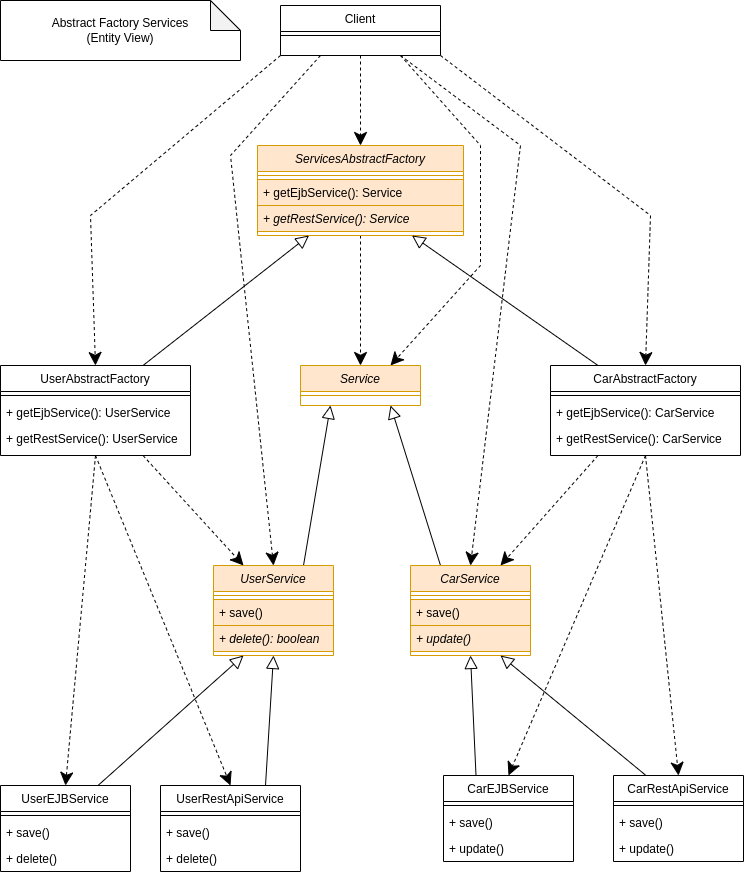 Abstract Factory Services
(Entity View)
Client
ServicesAbstractFactory
+ getEjbService(): Service
+ getRestService(): Service
UserAbstractFactory
+ getEjbService(): UserService
+ getRestService(): UserService
Service
CarAbstractFactory
+ getEjbService(): CarService
+ getRestService(): CarService
UserService
+ save()
+ delete(): boolean
CarService
+ save()
+ update()
UserEJBService
+ save()
+ delete()
UserRestApiService
+ save()
+ delete()
CarEJBService
+ save()
+ update()
CarRestApiService
+ save()
+ update()